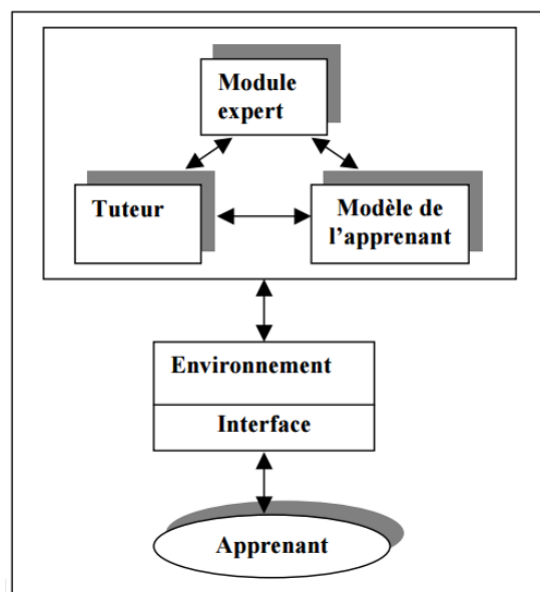 Module
expert
Tuteur
Modèle de
l’apprenant
Environnement
Interface
Apprenant